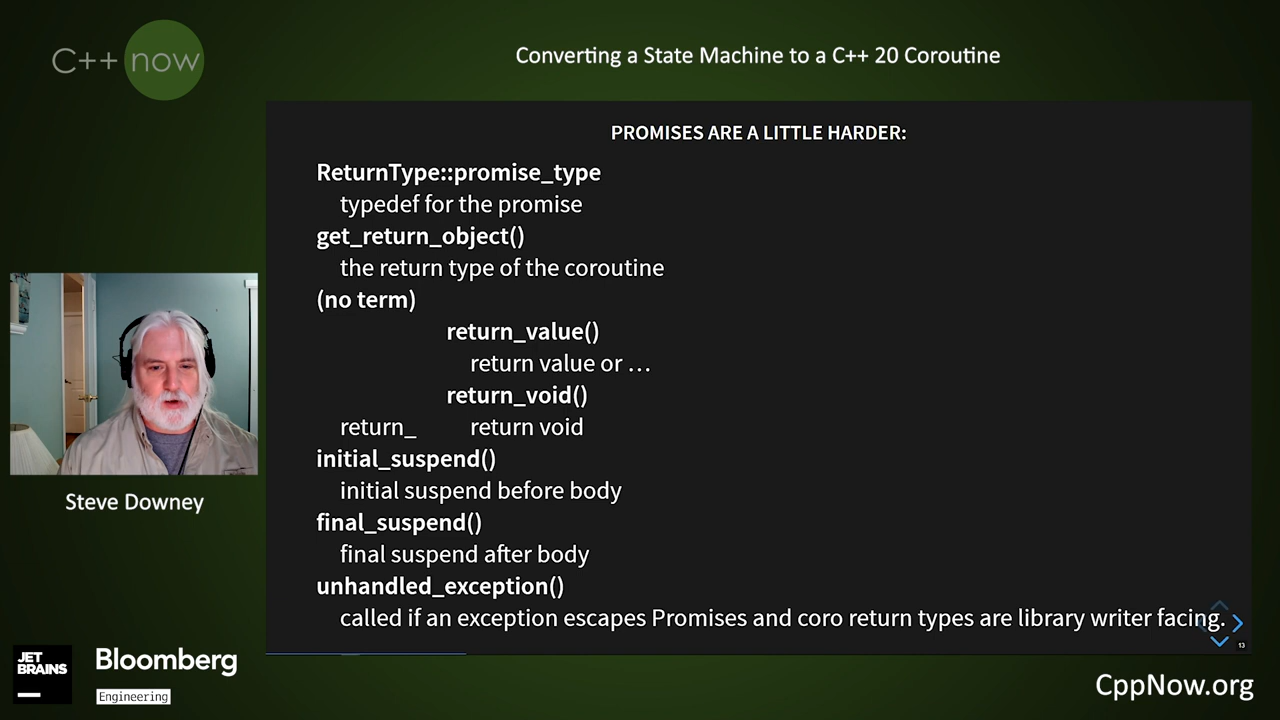 C++ now
Converting a State Machine to a C++ 20 Coroutine
PROMISES ARE A LITTLE HARDER:
ReturnType::promise_type
typedef for the promise
get_return_object()
the return type of the coroutine
(no term)
return_value()
return value or …
return_void()
return_ return void
initial_suspend()
initial suspend before body
final_suspend()
final suspend after body
unhandled_exception()
called if an exception escapes Promises and coro return types are library writer facing.
13
Steve Downey
JET
BRAINS
Bloomberg
Engineering
CppNow.org